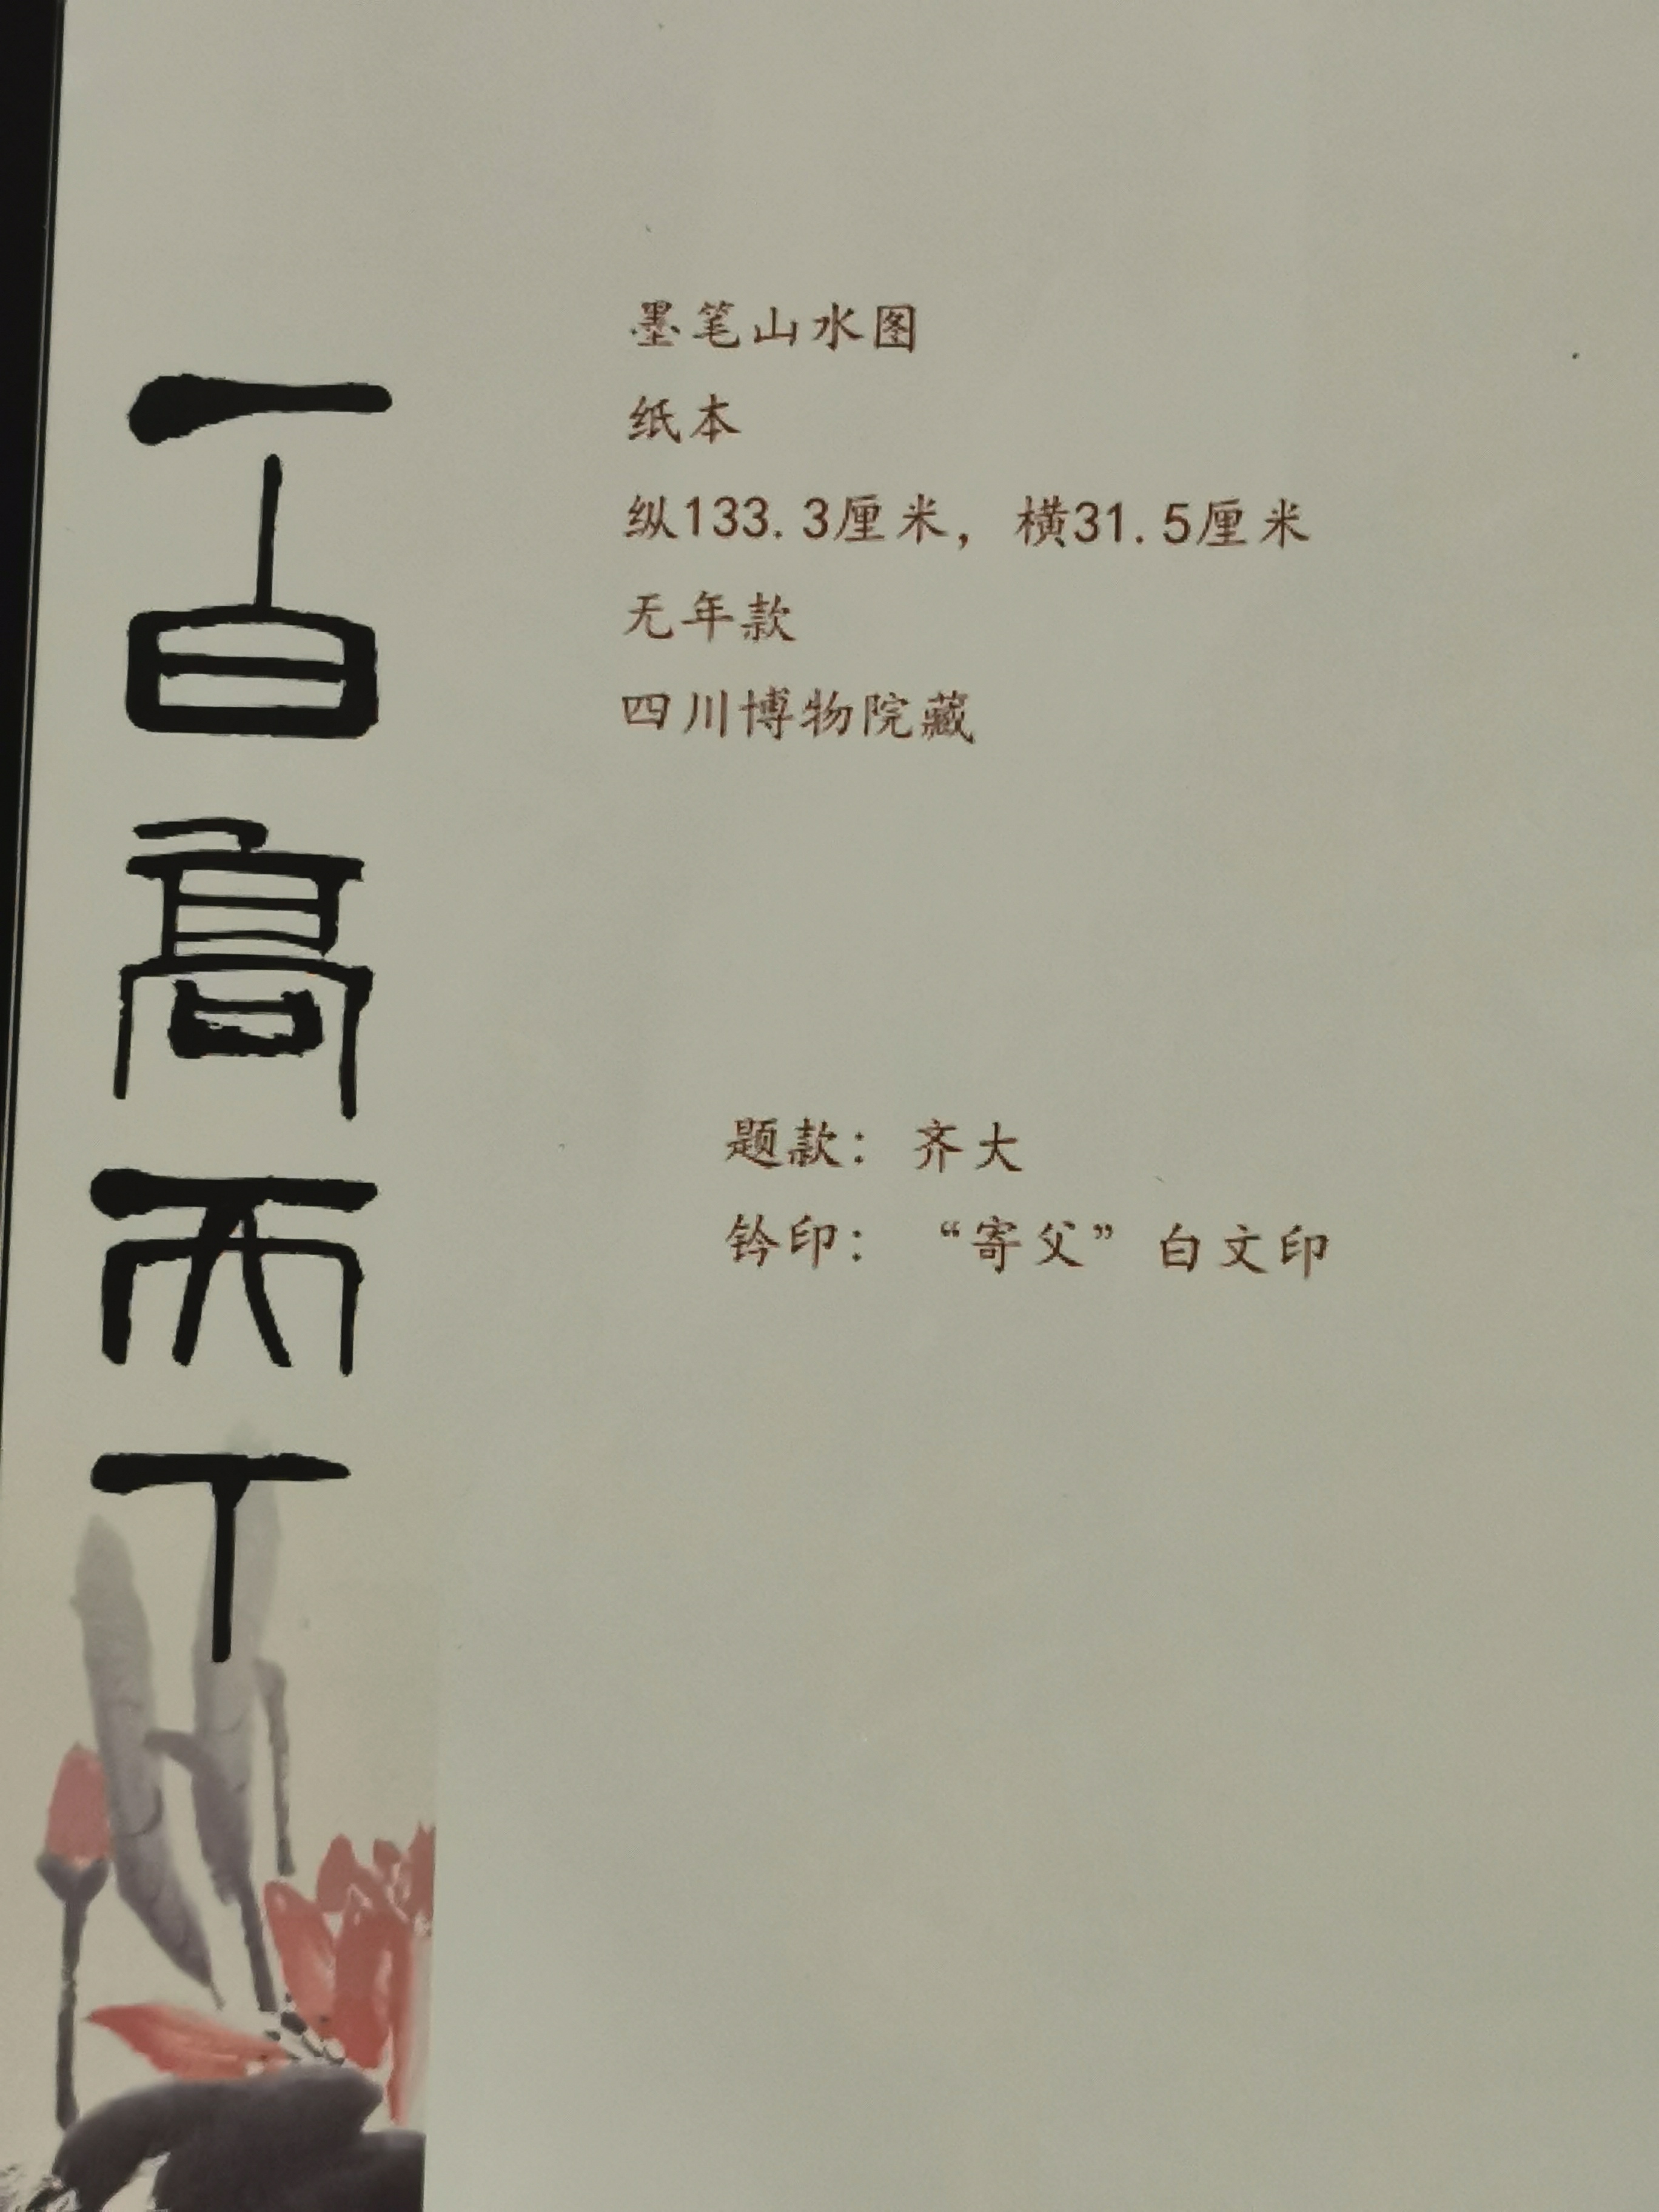 一白高天下
墨笔山水图
纸本
纵133.3厘米，横31.5厘米
无年款
四川博物院藏
题款：齐大
钤印：“寄父”白文印